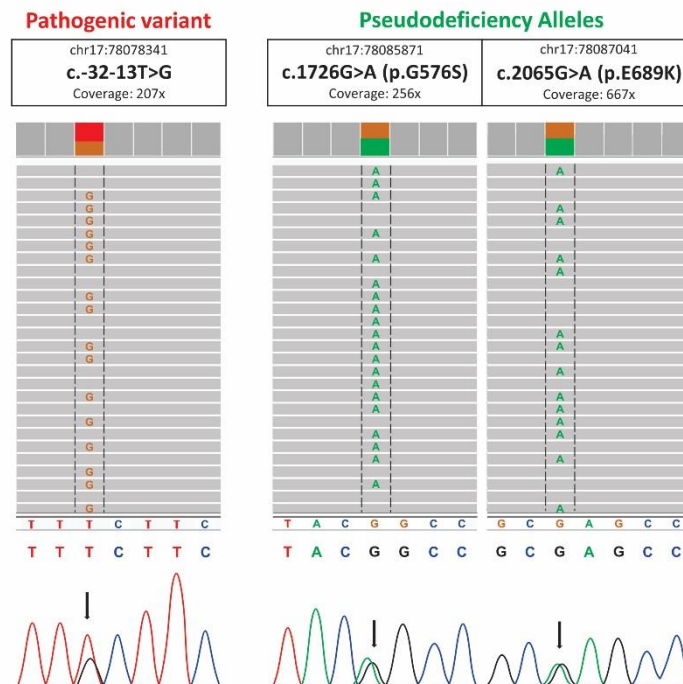 Pathogenic variant
Pseudodeficiency Alleles
chr17:78078341
c.-32-13T>G
Coverage: 207x
chr17:78085871
c.1726G>A (p.G576S)
Coverage: 256x
chr17:78087041
c.2065G>A (p.E689K)
Coverage: 667x
A A
A
G A
G A
G A
G A
G
G A A
A
A
G A
G A
A
A A
G A A
G A
A A
A
G A A
A A
G A
A A
G A
A A
G
G A
G A
T T T C T T C
T A C G G C C
G C G A G C C
T T T C T T C
T A C G G C C
G C G A G C C